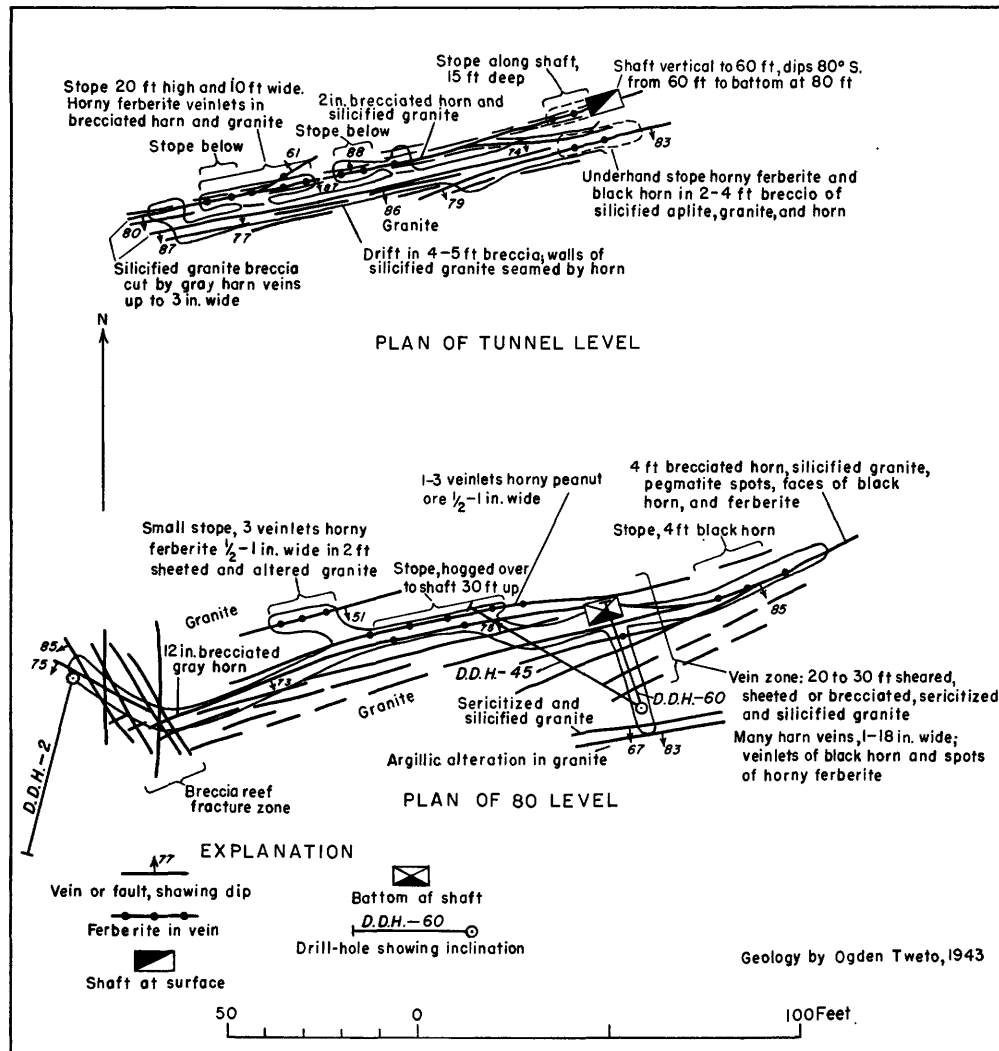 Stope along shaft,
15 ft deep
Shaft vertical to 60 ft, dips 80° S.
from 60 ft to bottom at 80 ft
Stope 20 ft high and 10 ft wide.
Horny ferberite veinlets in
brecciated harn and granite
2 in. brecciated horn and
silicified granite
Stope below
Stope below
61
88
87
74
83
80
87
77
86
79
Granite
Underhand stope horny ferberite and
black horn in 2-4 ft breccio of
silicified aplite, granite, and horn
Drift in 4-5 ft breccia; walls of
silicified granite seamed by horn
Silicified granite breccia
cut by gray harn veins
up to 3 in. wide
N
PLAN OF TUNNEL LEVEL
1-3 veinlets horny peanut
ore 1/2-1 in. wide
4 ft brecciated horn, silicified granite,
pegmatite spots, faces of black
horn, and ferberite
Small stope, 3 veinlets horny
ferberite 1/2-1 in. wide in 2 ft
sheeted and altered granite
Stope, 4 ft black horn
Stope, hogged over
to shaft 30 ft up
Granite
51
78
85
85
75
12 in. brecciated
gray horn
73
Granite
D.D.H.-45
D.D.H.-60
Sericitized and
silicified granite
Vein zone: 20 to 30 ft sheared,
sheeted or brecciated, sericitized
and silicified granite
Many harn veins, 1-18 in. wide;
veinlets of black horn and spots
of horny ferberite
67
83
Argillic alteration in granite
D.D.H.-2
Breccia reef
fracture zone
PLAN OF 80 LEVEL
EXPLANATION
77
Vein or fault, showing dip
Ferberite in vein
Shaft at surface
Battom af shaft
D.D.H.-60
Drill-hole showing inclination
Geology by Ogden Tweto, 1943
50 0 100 Feet